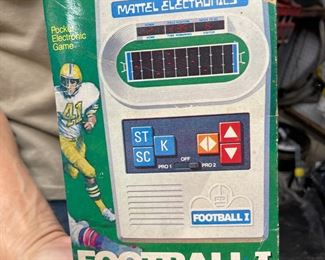 MATTEL ELECTRONICS
Pocket
Electronic
Game
41
ST
SC
K
OFF
PRO 1
PRO 2
FOOTBALL I
FOOTBALL I